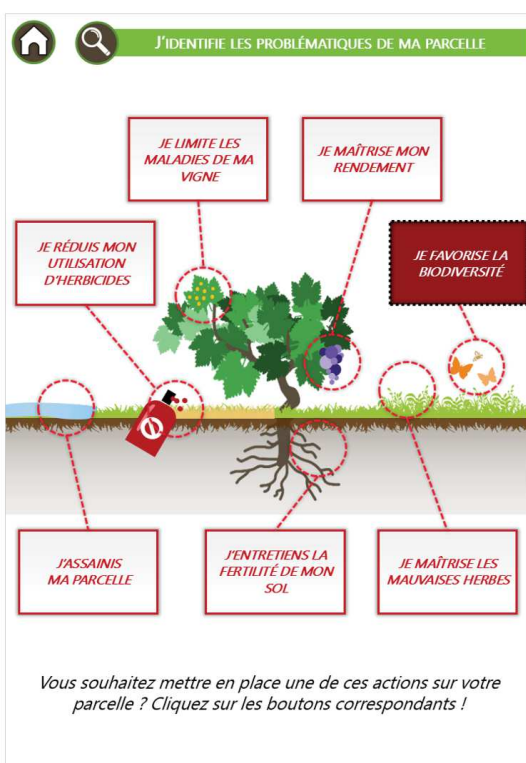 J'IDENTIFIE LES PROBLÉMATIQUES DE MA PARCELLE
JE LIMITE LES
MALADIES DE MA
VIGNE
JE MAÎTRISE MON
RENDEMENT
JE RÉDUIS MON
UTILISATION
D'HERBICIDES
JE FAVORISE LA
BIODIVERSITÉ
J'ASSAINIS
MA PARCELLE
J'ENTRETIENS LA
FERTILITÉ DE MON
SOL
JE MAÎTRISE LES
MAUVAISES HERBES
Vous souhaitez mettre en place une de ces actions sur votre
parcelle ? Cliquez sur les boutons correspondants !